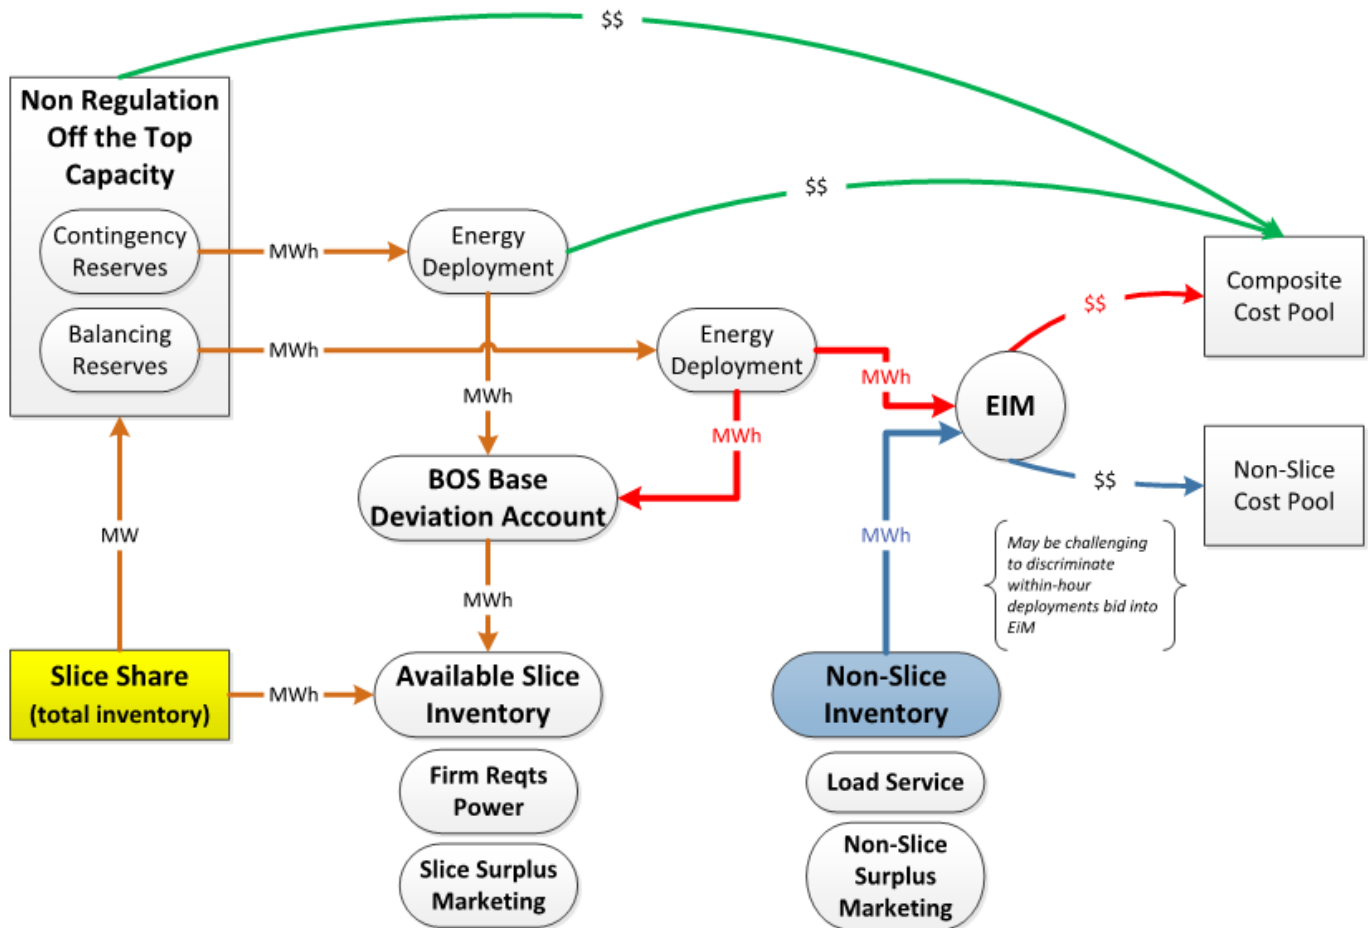 $$
Non Regulation
Off the Top
Capacity
$$
Contingency
Reserves
MWh
Energy
Deployment
Composite
Cost Pool
$$
Balancing
Reserves
MWh
Energy
Deployment
MWh
EIM
MWh
MWh
BOS Base
Deviation Account
$$
Non-Slice
Cost Pool
MW
MWh
May be challenging
to discriminate
within-hour
deployments bid into
EiM
MWh
Slice Share
(total inventory)
MWh
Available Slice
Inventory
Non-Slice
Inventory
Firm Reqts
Power
Load Service
Slice Surplus
Marketing
Non-Slice
Surplus
Marketing